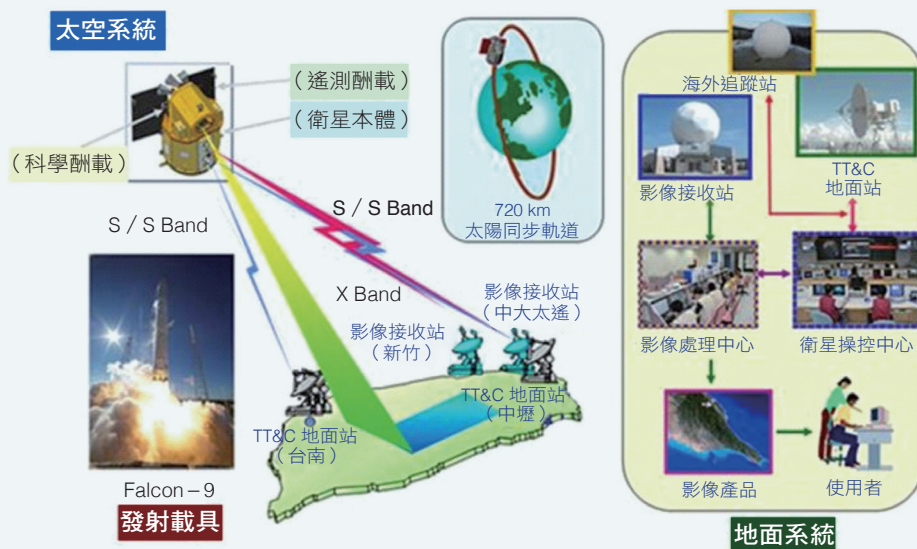 太空系統
（遙測酬載）
（衛星本體）
（科學酬載）
S / S Band
S / S Band
X Band
720 km
太陽同步軌道
影像接收站
（新竹）
影像接收站
（中大太遙）
TT&C 地面站
（中壢）
TT&C 地面站
（台南）
Falcon－9
發射載具
海外追蹤站
影像接收站
TT&C
地面站
影像處理中心
衛星操控中心
影像產品
使用者
地面系統